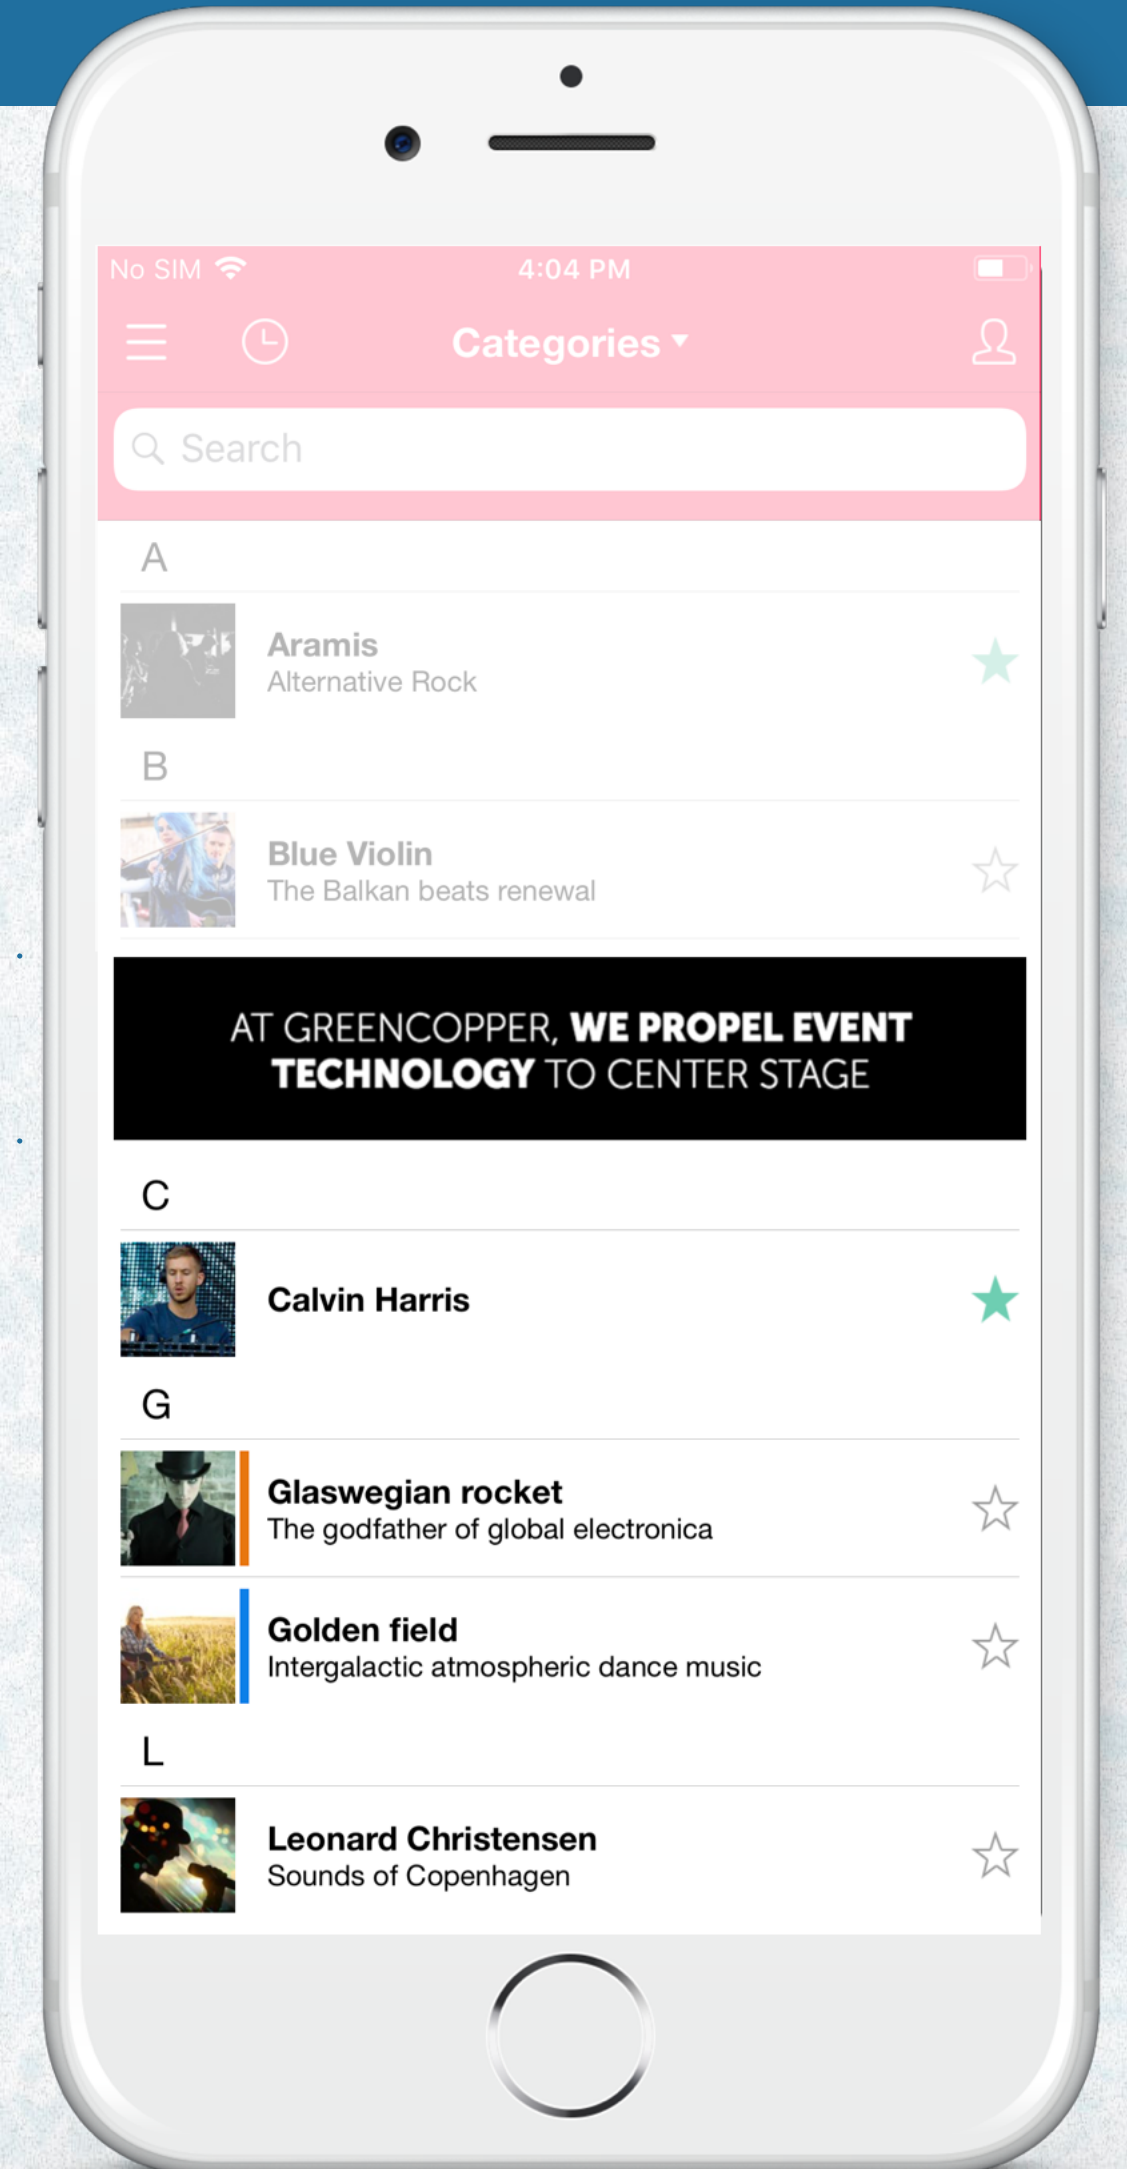 No SIM
4:04 PM
Categories
Search
A
Aramis
Alternative Rock
B
Blue Violin
The Balkan beats renewal
AT GREENCOPPER, WE PROPEL EVENT
TECHNOLOGY TO CENTER STAGE
C
Calvin Harris
G
Glaswegian rocket
The godfather of global electronica
Golden field
Intergalactic atmospheric dance music
L
Leonard Christensen
Sounds of Copenhagen